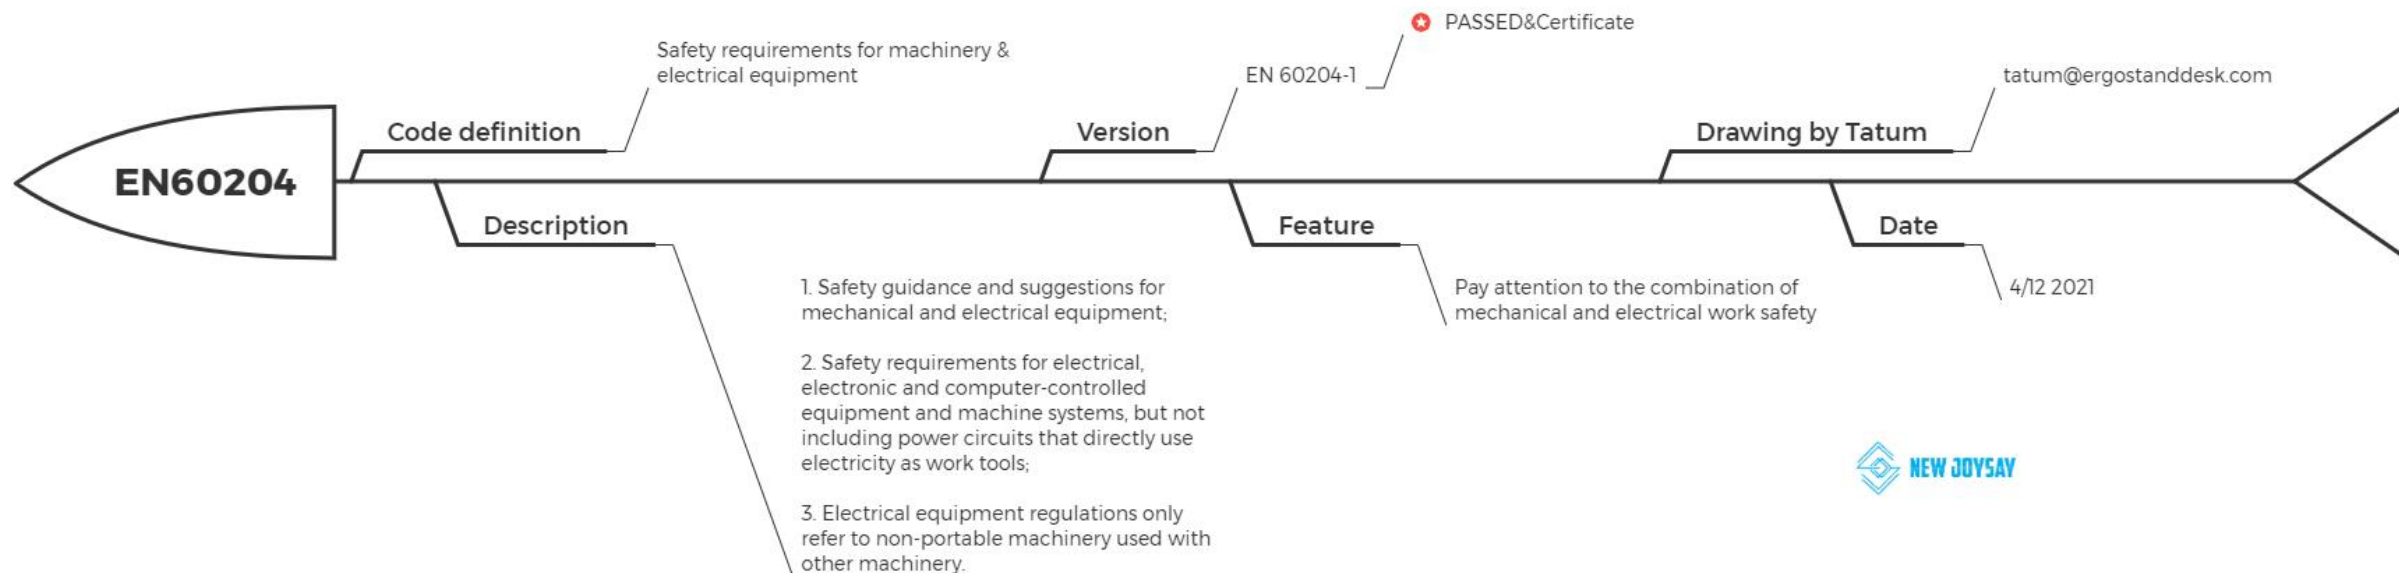 PASSED&Certificate
Safety requirements for machinery &
electrical equipment
EN 60204-1
tatum@ergostanddesk.com
Code definition
Version
Drawing by Tatum
EN60204
Description
Feature
Date
1. Safety guidance and suggestions for
mechanical and electrical equipment;
2. Safety requirements for electrical,
electronic and computer-controlled
equipment and machine systems, but not
including power circuits that directly use
electricity as work tools;
3. Electrical equipment regulations only
refer to non-portable machinery used with
other machinery.
Pay attention to the combination of
mechanical and electrical work safety
4/12 2021
NEW JOYSAY